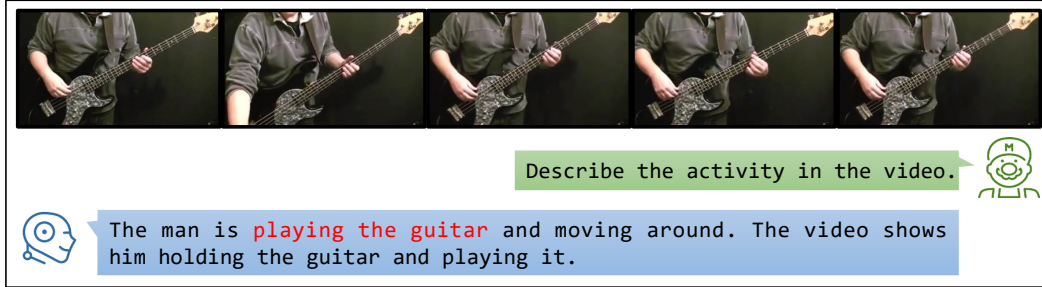 Describe the activity in the video.
M
The man is playing the guitar and moving around. The video shows
him holding the guitar and playing it.